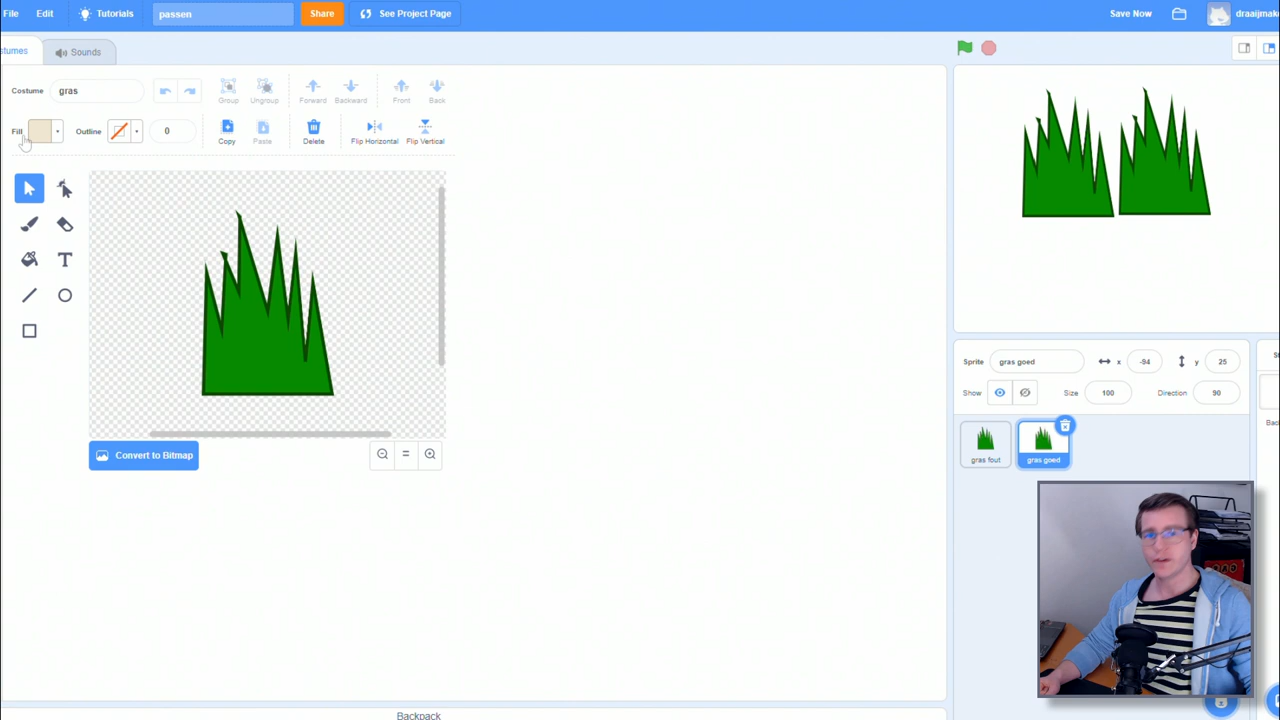 File Edit Tutorials passen Share See Project Page Save Now draaijmak
stumes Sounds
Costume gras Group Ungroup Forward Backward Front Back
Fill Outline 0 Copy Paste Delete Flip Horizontal Flip Vertical
T
Convert to Bitmap
Sprite gras goed x -94 y 25
Show Size 100 Direction 90
gras fout gras goed
Backpack